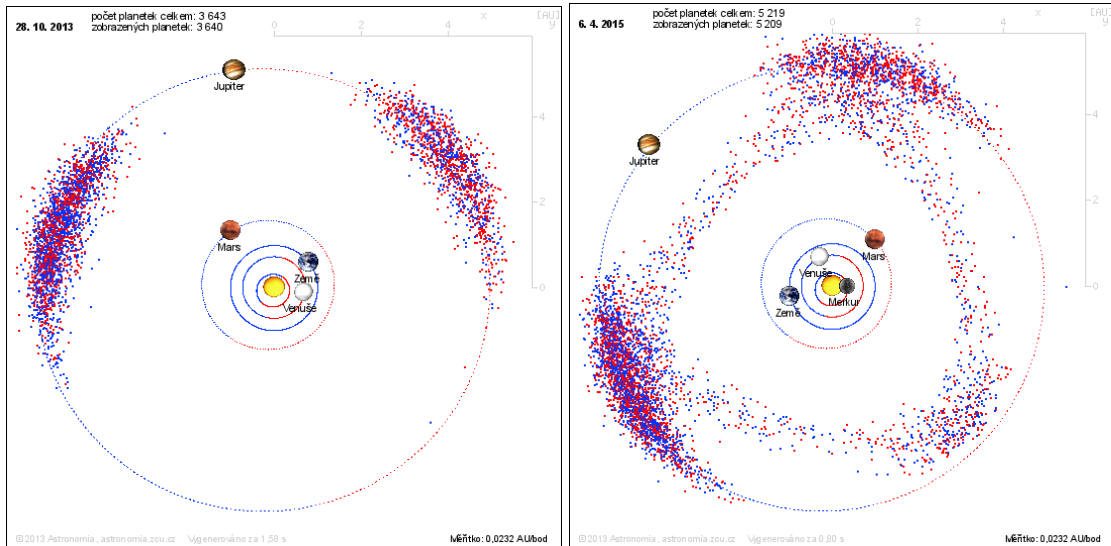 28. 10. 2013
počet planetek celkem: 3 643
zobrazených planetek: 3 640
0
2
4
x
[AU]
y
4
2
0
Jupiter
Mars
Země
Venuše
©2013 Astronomia, astronomia.zcu.cz Vygenerováno za 1,58 s
Měřítko: 0,0232 AU/bod
6. 4. 2015
počet planetek celkem: 5 219
zobrazených planetek: 5 209
0
2
4
x
[AU]
y
4
2
0
Jupiter
Mars
Venuše
Merkur
Země
©2013 Astronomia, astronomia.zcu.cz Vygenerováno za 0,80 s
Měřítko: 0,0232 AU/bod